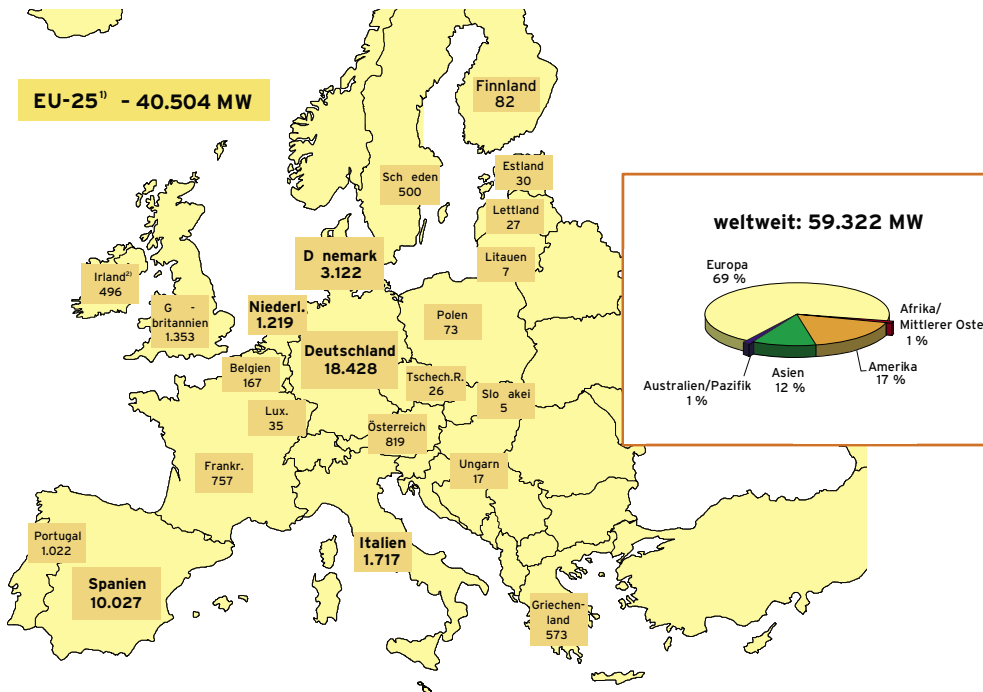 EU-25¹⁾ - 40.504 MW
Finnland
82
Sch eden
500
Estland
30
Lettland
27
Litauen
7
D nemark
3.122
Irland²⁾
496
G -
britannien
1.353
Niederl.
1.219
Polen
73
Deutschland
18.428
Belgien
167
Tschech.R.
26
Slo akei
5
Lux.
35
Österreich
819
Frankr.
757
Ungarn
17
Portugal
1.022
Spanien
10.027
Italien
1.717
Griechen-
land
573
weltweit: 59.322 MW
Europa
69 %
Afrika/
Mittlerer Oste
1 %
Amerika
17 %
Asien
12 %
Australien/Pazifik
1 %